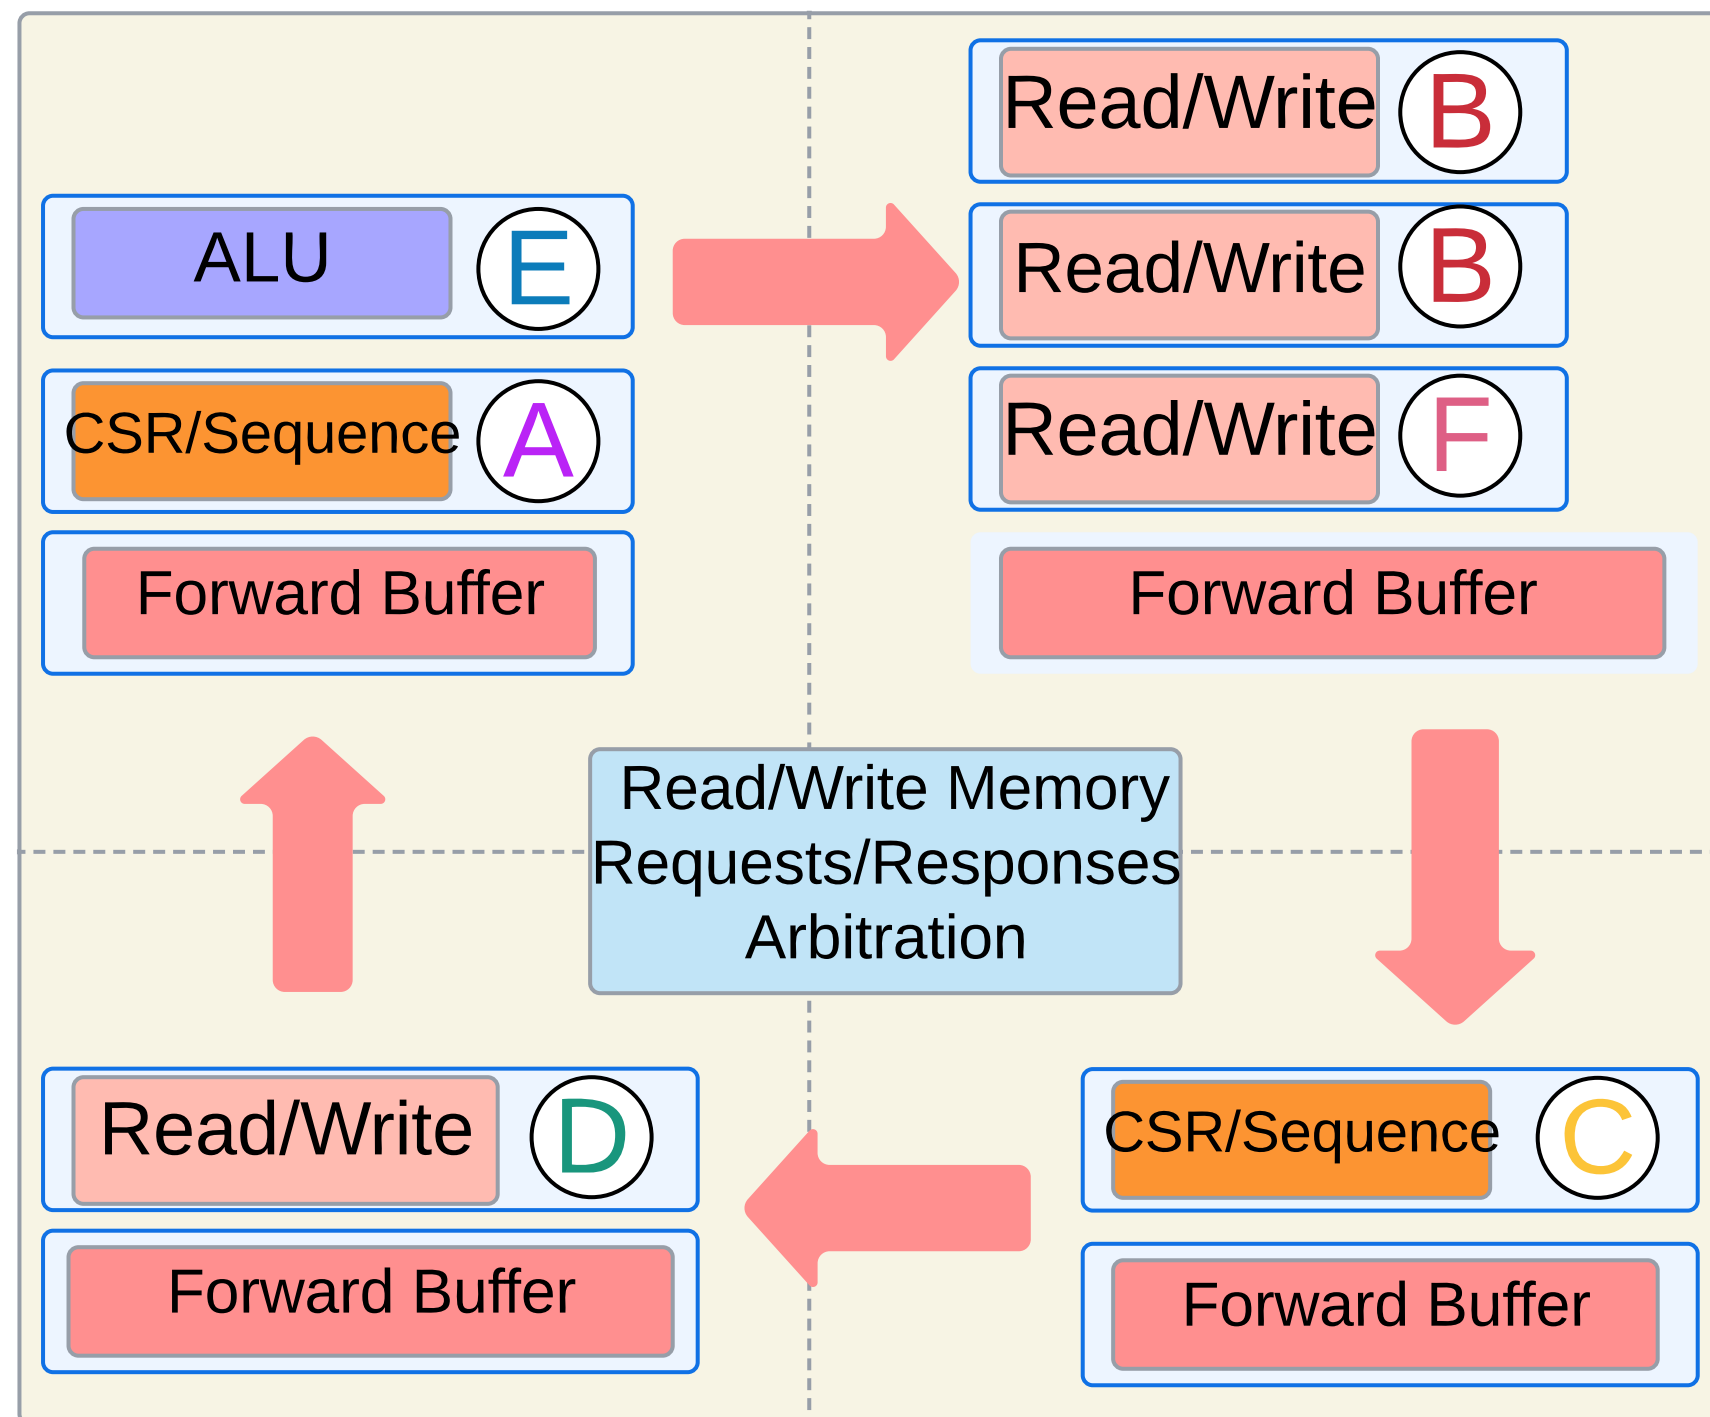 ALU E
CSR/Sequence A
Forward Buffer
Read/Write B
Read/Write B
Read/Write F
Forward Buffer
Read/Write Memory
Requests/Responses
Arbitration
Read/Write D
Forward Buffer
CSR/Sequence C
Forward Buffer